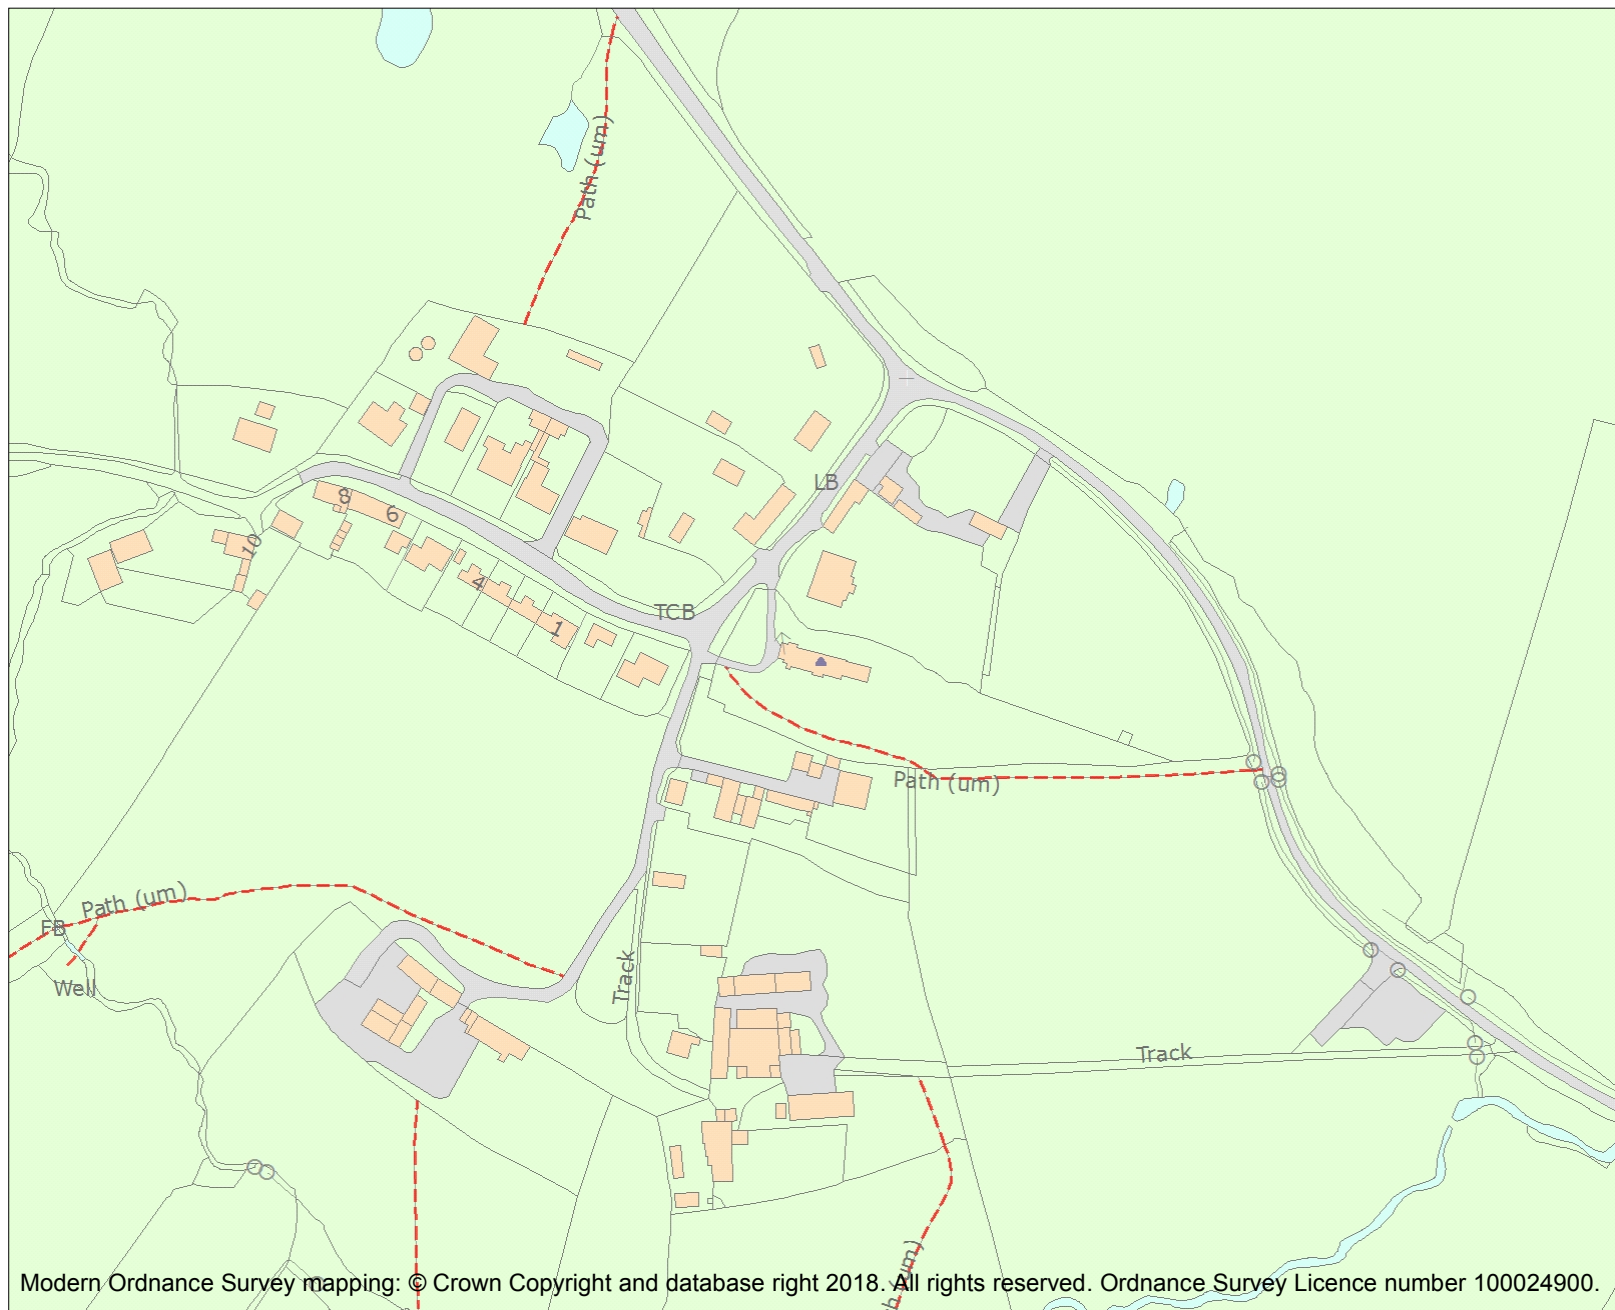 Path (um)
LB
8
6
10
4
TCB
1
Path (um)
Path (um)
FB
Track
Well
Track
h (um)
Modern Ordnance Survey mapping: © Crown Copyright and database right 2018. All rights reserved. Ordnance Survey Licence number 100024900.